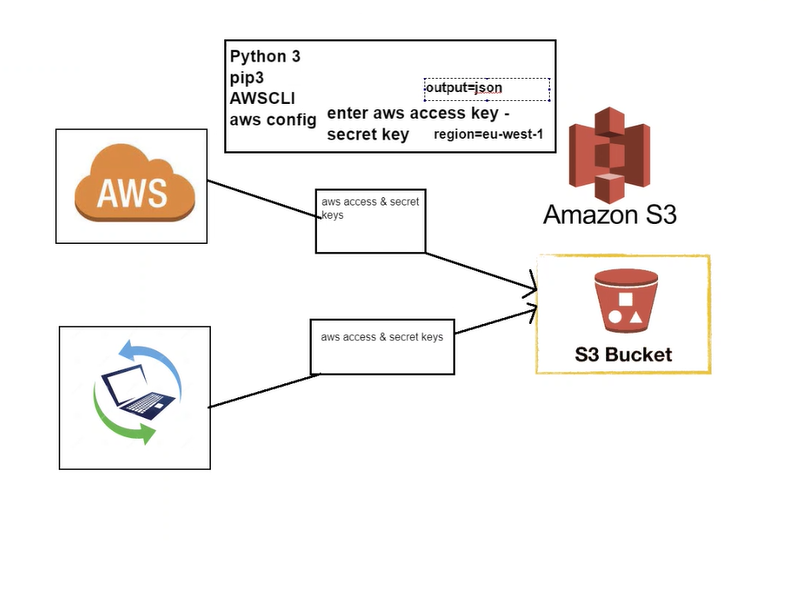 Python 3
pip3
AWSCLI
aws config
output=json
enter aws access key -
secret key
region=eu-west-1
AWS
aws access & secret
keys
Amazon S3
aws access & secret keys
S3 Bucket